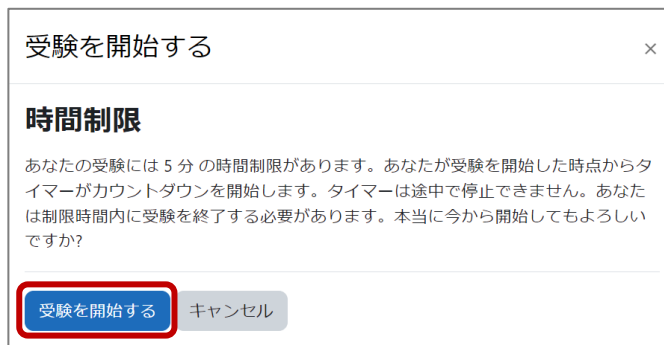 受験を開始する
×
時間制限
あなたの受験には 5 分 の時間制限があります。あなたが受験を開始した時点からタ
イマーがカウントダウンを開始します。タイマーは途中で停止できません。あなた
は制限時間内に受験を終了する必要があります。本当に今から開始してもよろしい
ですか?
受験を開始する キャンセル